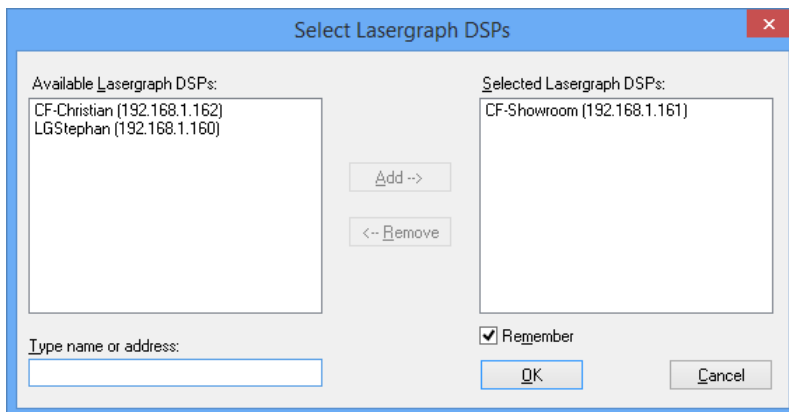 Select Lasergraph DSPs
Available Lasergraph DSPs:
CF-Christian (192.168.1.162)
LGStephan (192.168.1.160)
Add -->
<-- Remove
Selected Lasergraph DSPs:
CF-Showroom (192.168.1.161)
Type name or address:
Remember
OK
Cancel